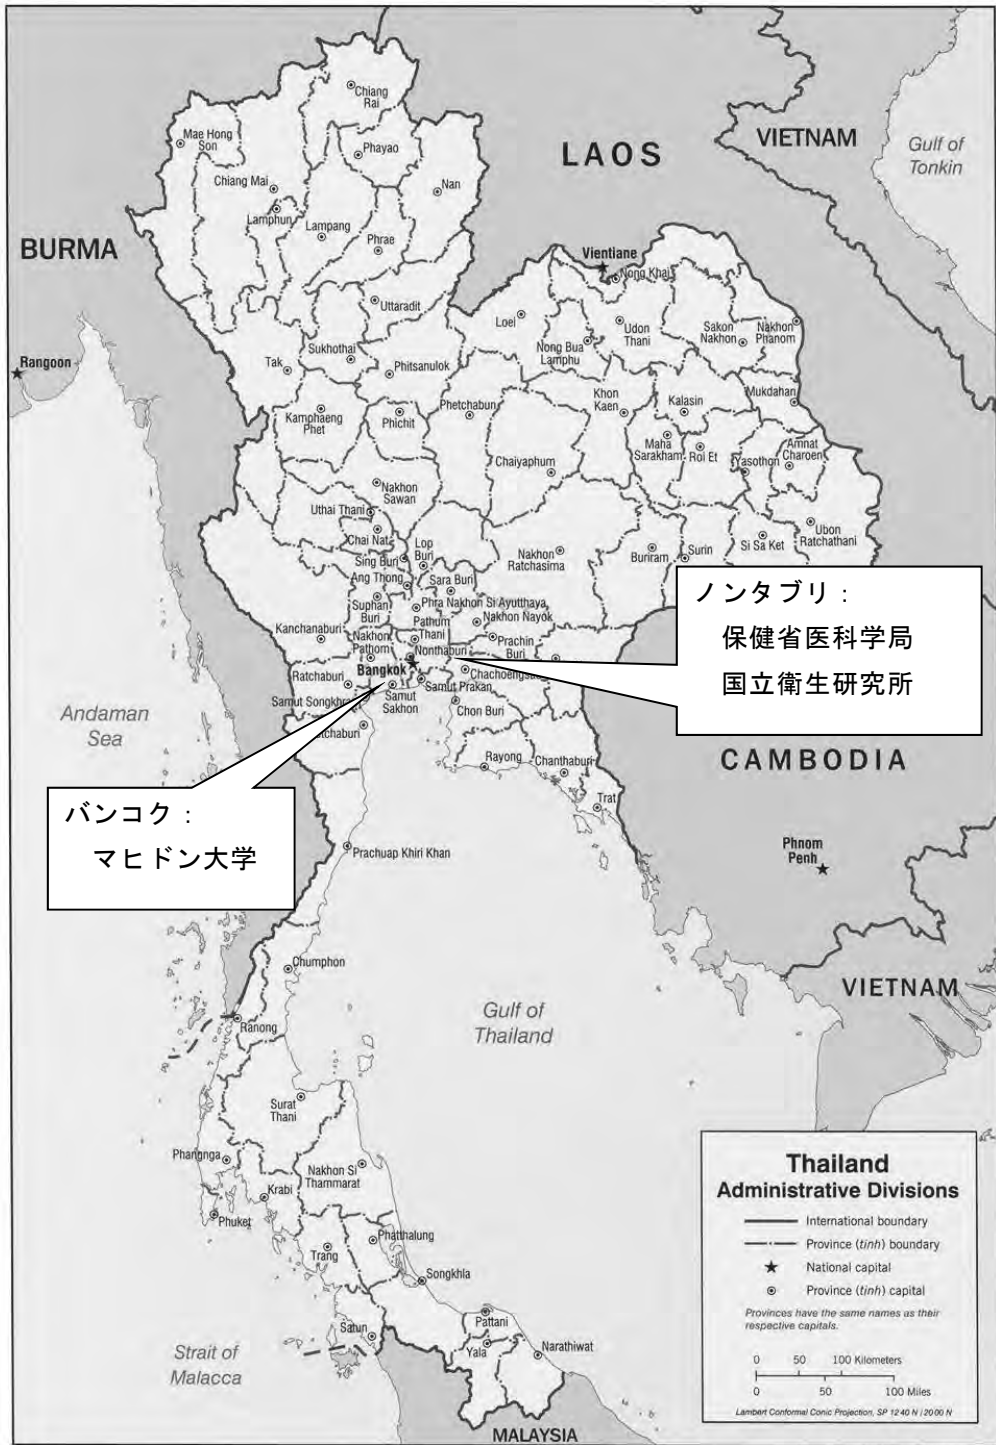 Chiang
Rai
Mae Hong
Son
Phayao
LAOS
VIETNAM
Gulf of
Tonkin
Chiang Mai
Nan
Lamphun
Lampang
Phrae
BURMA
Vientiane
Nong Khai
Uttaradit
Loei
Udon
Thani
Sakon
Nakhon
Nakhon
Phanom
Nong Bua
Lamphu
Sukhothai
Tak
Phitsanulok
Rangoon
Kamphaeng
Phet
Phichit
Phetchabun
Khon
Kaen
Kalasin
Mukdahan
Maha
Sarakham
Roi Et
Amnat
Charoen
Yasothon
Chaiyaphum
Nakhon
Sawan
Uthai Thani
Chai Nat
Lop
Buri
Sing Buri
Nakhon
Ratchasima
Buriram
Surin
Si Sa Ket
Ubon
Ratchathani
Ang Thong
Sara Buri
Suphan
Buri
Phra Nakhon Si Ayutthaya
Pathum
Thani
Nakhon Nayok
Kanchanaburi
Nakhon
Pathom
Nonthaburi
Prachin
Buri
Bangkok
Ratchaburi
Samut Prakan
Samut
Sakhon
Chon Buri
ノンタブリ：
保健省医科学局
国立衛生研究所
Andaman
Sea
Rayong
Chanthaburi
Trat
CAMBODIA
バンコク：
マヒドン大学
Phnom
Penh
Prachuap Khiri Khan
Chumphon
VIETNAM
Gulf of
Thailand
Ranong
Surat
Thani
Phangnga
Nakhon Si
Thammarat
Krabi
Phuket
Phatthalung
Trang
Songkhla
Pattani
Satun
Yala
Narathiwat
Strait of
Malacca
MALAYSIA
Thailand
Administrative Divisions
International boundary
Province (tinh) boundary
National capital
Province (tinh) capital
Provinces have the same names as their
respective capitals.
0 50 100 Kilometers
0 50 100 Miles
Lambert Conformal Conic Projection, SP 12 40 N / 20 00 N